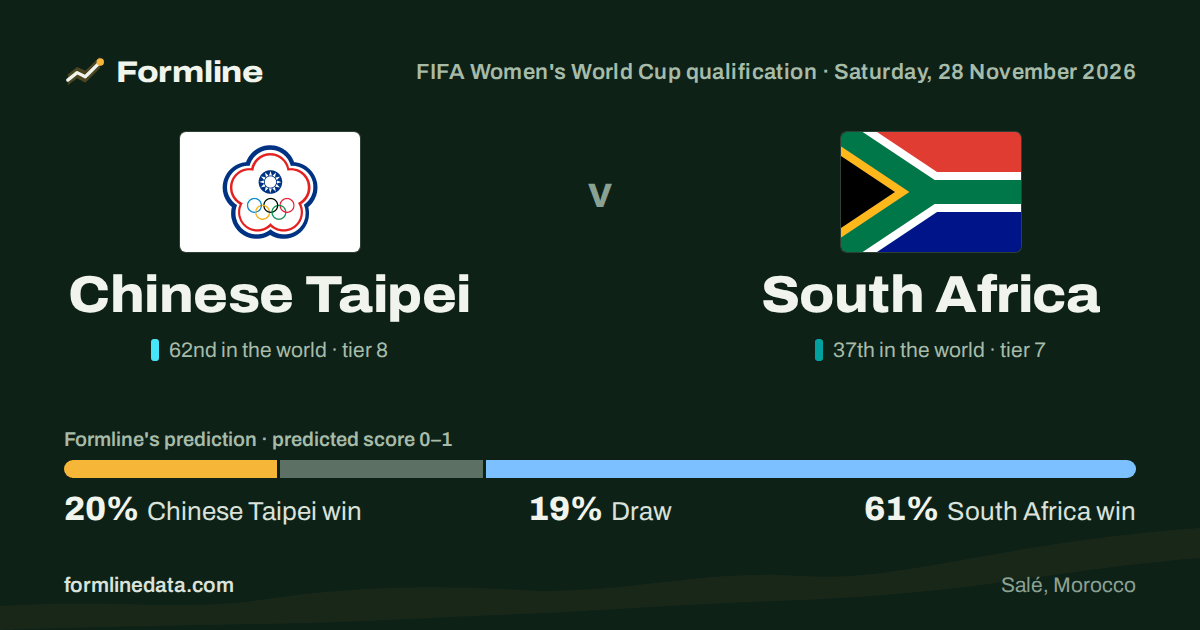 Formline
FIFA Women's World Cup qualification · Saturday, 28 November 2026
v
Chinese Taipei
South Africa
62nd in the world · tier 8
37th in the world · tier 7
Formline's prediction · predicted score 0–1
20% Chinese Taipei win
19% Draw
61% South Africa win
formlinedata.com
Salé, Morocco